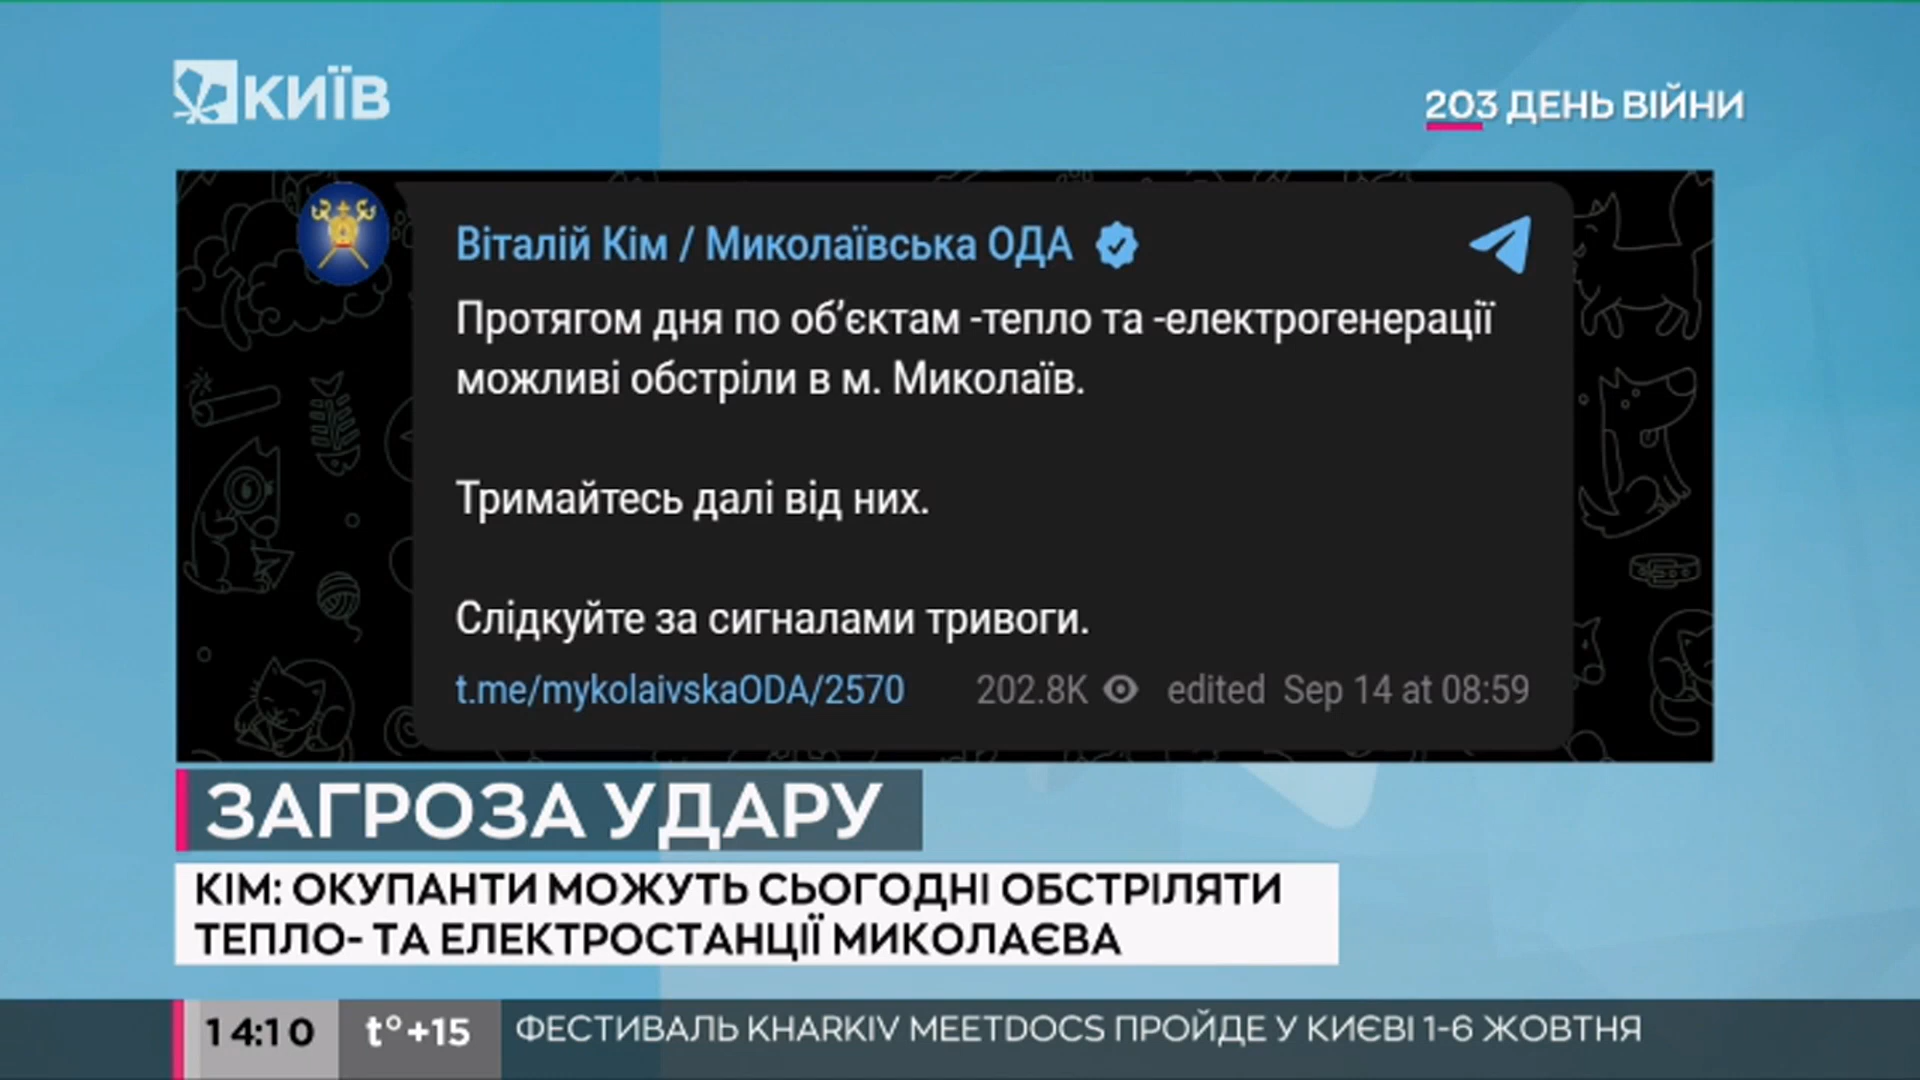 КИЇВ
203 ДЕНЬ ВІЙНИ
Віталій Кім / Миколаївська ОДА
Протягом дня по об’єктам -тепло та -електрогенерації
можливі обстріли в м. Миколаїв.
Тримайтесь далі від них.
Слідкуйте за сигналами тривоги.
t.me/mykolaivskaODA/2570 202.8K edited Sep 14 at 08:59
ЗАГРОЗА УДАРУ
КІМ: ОКУПАНТИ МОЖУТЬ СЬОГОДНІ ОБСТРІЛЯТИ
ТЕПЛО- ТА ЕЛЕКТРОСТАНЦІЇ МИКОЛАЄВА
14:10 t°+15 ФЕСТИВАЛЬ KHARKIV MEETDOCS ПРОЙДЕ У КИЄВІ 1-6 ЖОВТНЯ